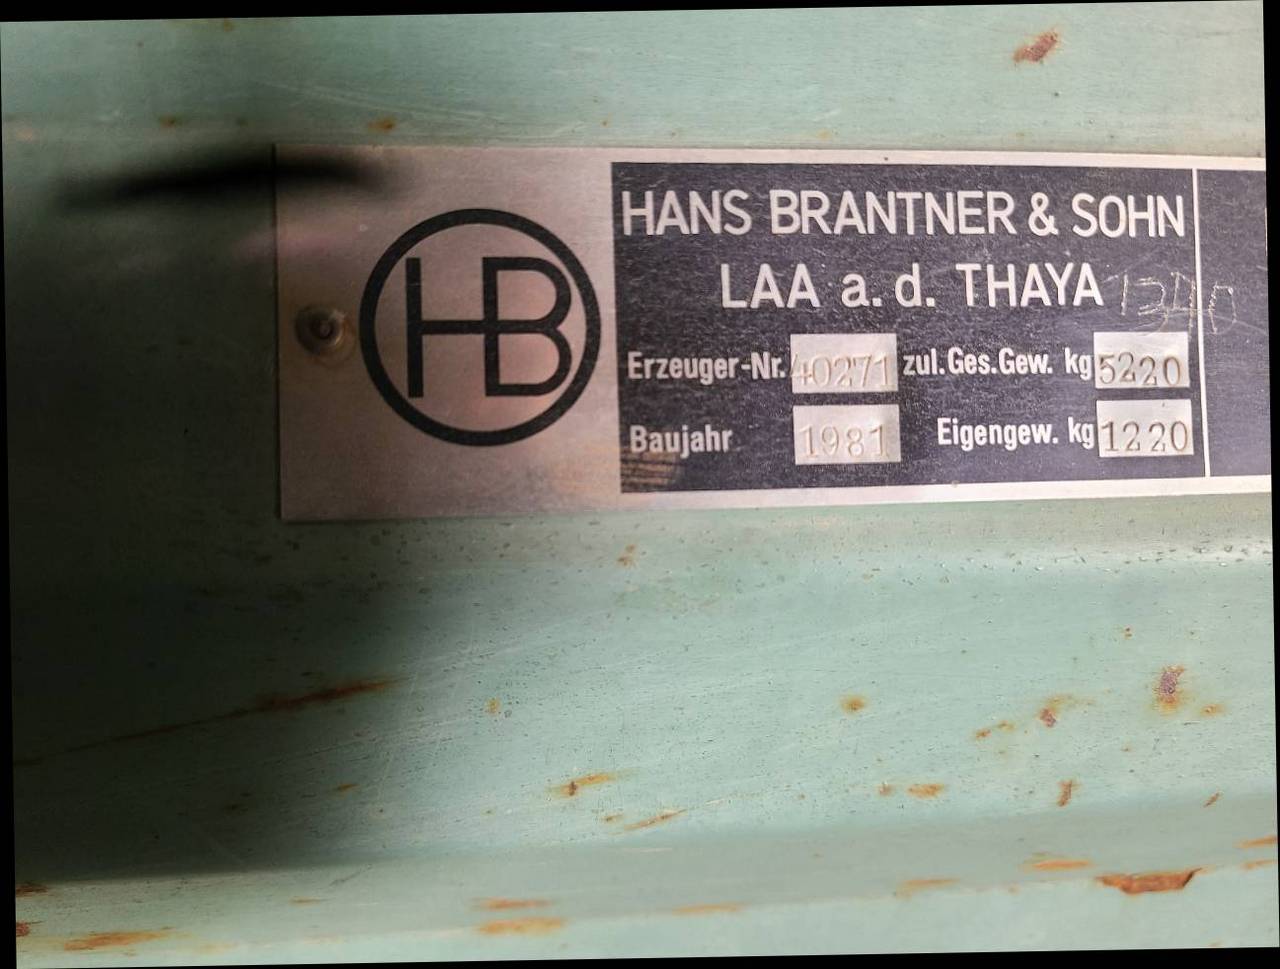 HB
HANS BRANTNER & SOHN
LAA a. d. THAYA
Erzeuger-Nr. 40271 zul. Ges. Gew. kg 5220
Baujahr 1981 Eigengew. kg 1220